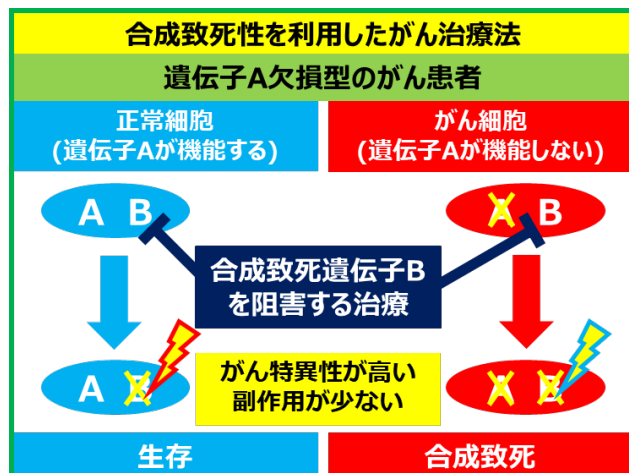 合成致死性を利用したがん治療法
遺伝子A欠損型のがん患者
正常細胞
(遺伝子Aが機能する)
がん細胞
(遺伝子Aが機能しない)
A B
A B
合成致死遺伝子B
を阻害する治療
A B
がん特異性が高い
副作用が少ない
A B
生存
合成致死